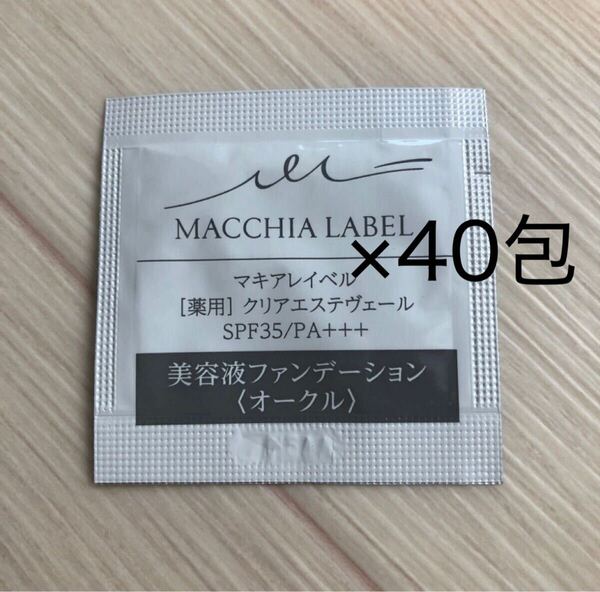 MACCHIA LABEL
×40包
マキアレイベル
［薬用］クリアエステヴェール
SPF35/PA+++
美容液ファンデーション
〈オークル〉